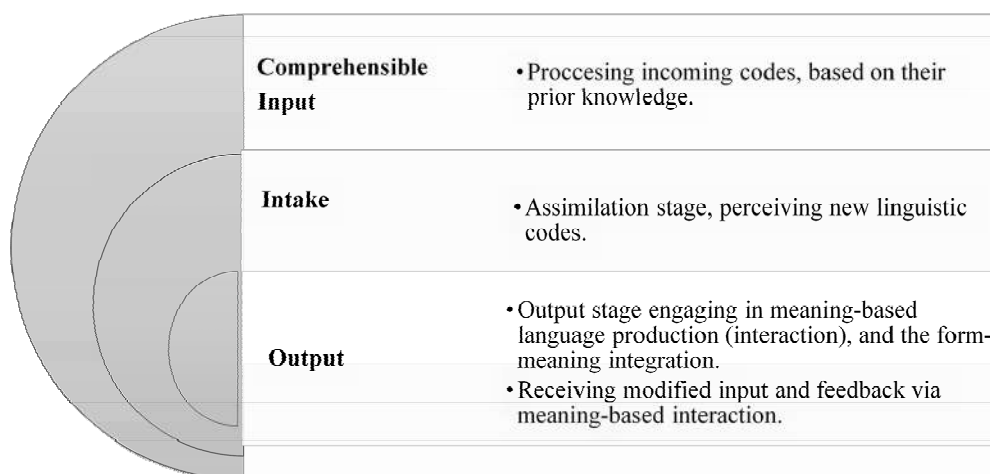 Comprehensible
Input
•Proccesing incoming codes, based on their
prior knowledge.
Intake
•Assimilation stage, perceiving new linguistic
codes.
Output
•Output stage engaging in meaning-based
language production (interaction), and the form-
meaning integration.
•Receiving modified input and feedback via
meaning-based interaction.